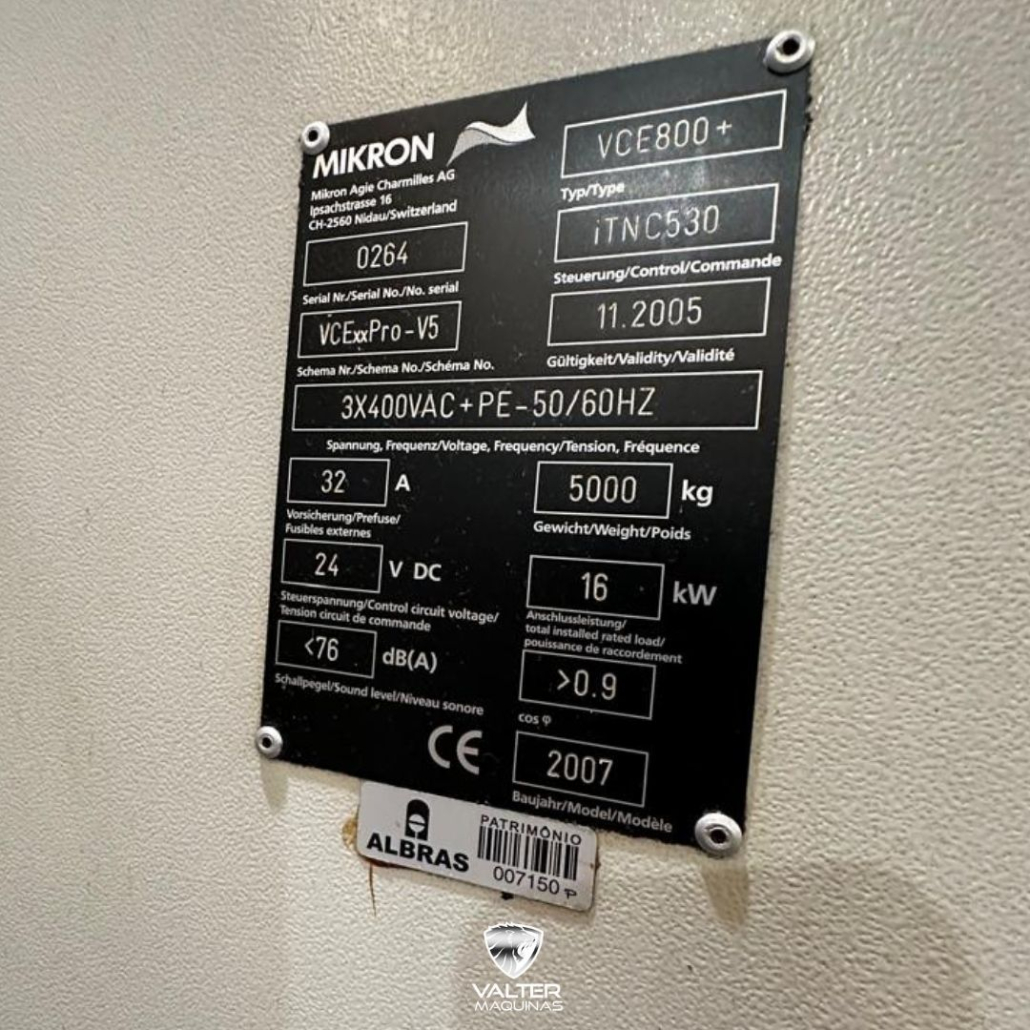 MIKRON
Mikron Agie Charmilles AG
Ipsachstrasse 16
CH-2560 Nidau/Switzerland
VCE800+
Typ/Type
iTNC530
Steuerung/Control/Commande
0264
Serial Nr./Serial No./No. serial
11.2005
Gültigkeit/Validity/Validité
VCExxPro-V5
Schema Nr./Schema No./Schéma No.
3X400VAC+PE-50/60HZ
Spannung, Frequenz/Voltage, Frequency/Tension, Fréquence
32 A
Vorsicherung/Prefuse/
Fusibles externes
5000 kg
Gewicht/Weight/Poids
24 V DC
Steuerspannung/Control circuit voltage/
Tension circuit de commande
16 kW
Anschlussleistung/
total installed rated load/
pouissance de raccordement
<76 dB(A)
Schallpegel/Sound level/Niveau sonore
>0.9
cos φ
CE
2007
Baujahr/Model/Modèle
ALBRAS
PATRIMÔNIO
007150 P
VALTER
MÁQUINAS